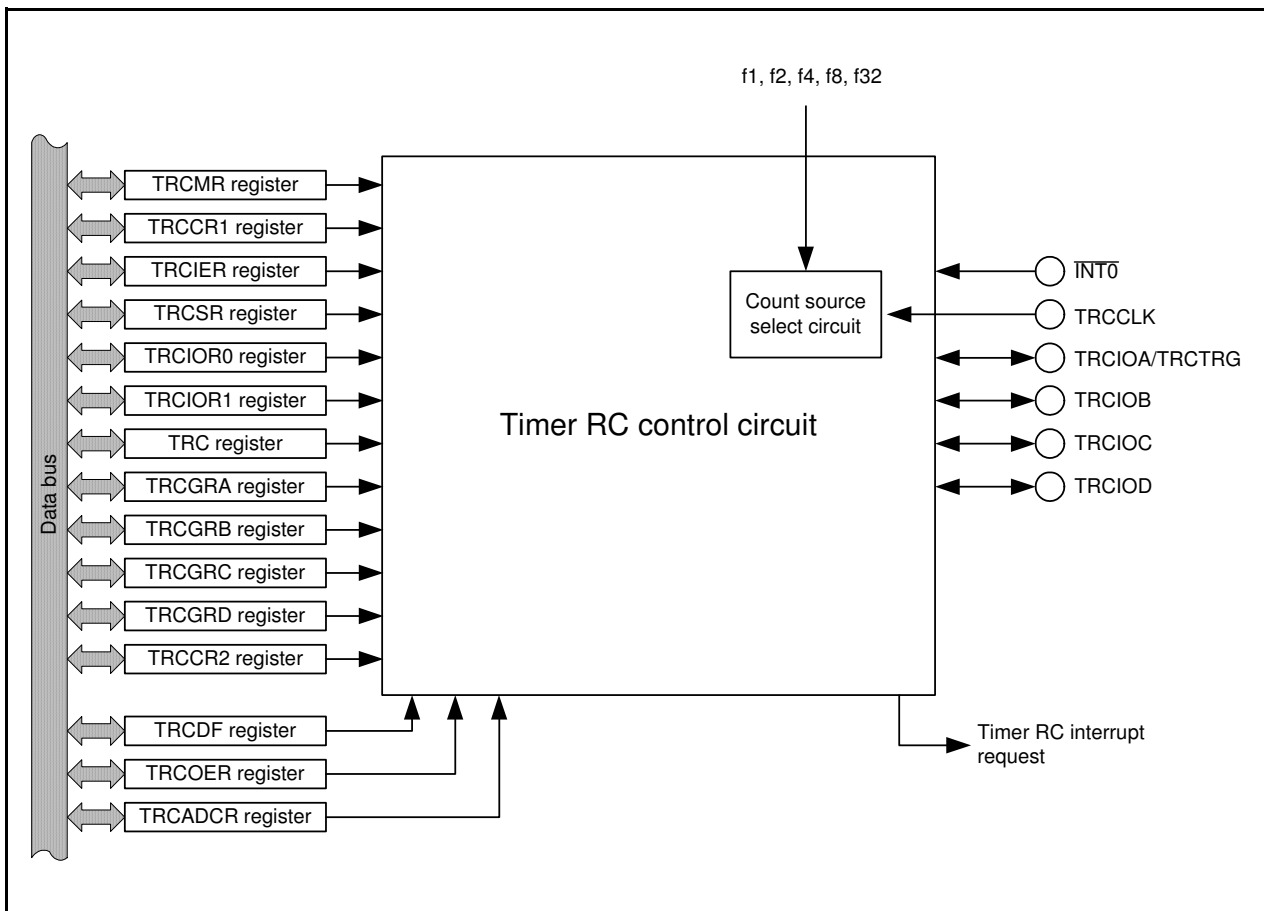 f1, f2, f4, f8, f32
Data bus
TRCMR register
TRCCR1 register
TRCIER register
TRCSR register
TRCIOR0 register
TRCIOR1 register
TRC register
TRCGRA register
TRCGRB register
TRCGRC register
TRCGRD register
TRCCR2 register
TRCDF register
TRCOER register
TRCADCR register
Count source
select circuit
Timer RC control circuit
INT0
TRCCLK
TRCIOA/TRCTRG
TRCIOB
TRCIOC
TRCIOD
Timer RC interrupt
request